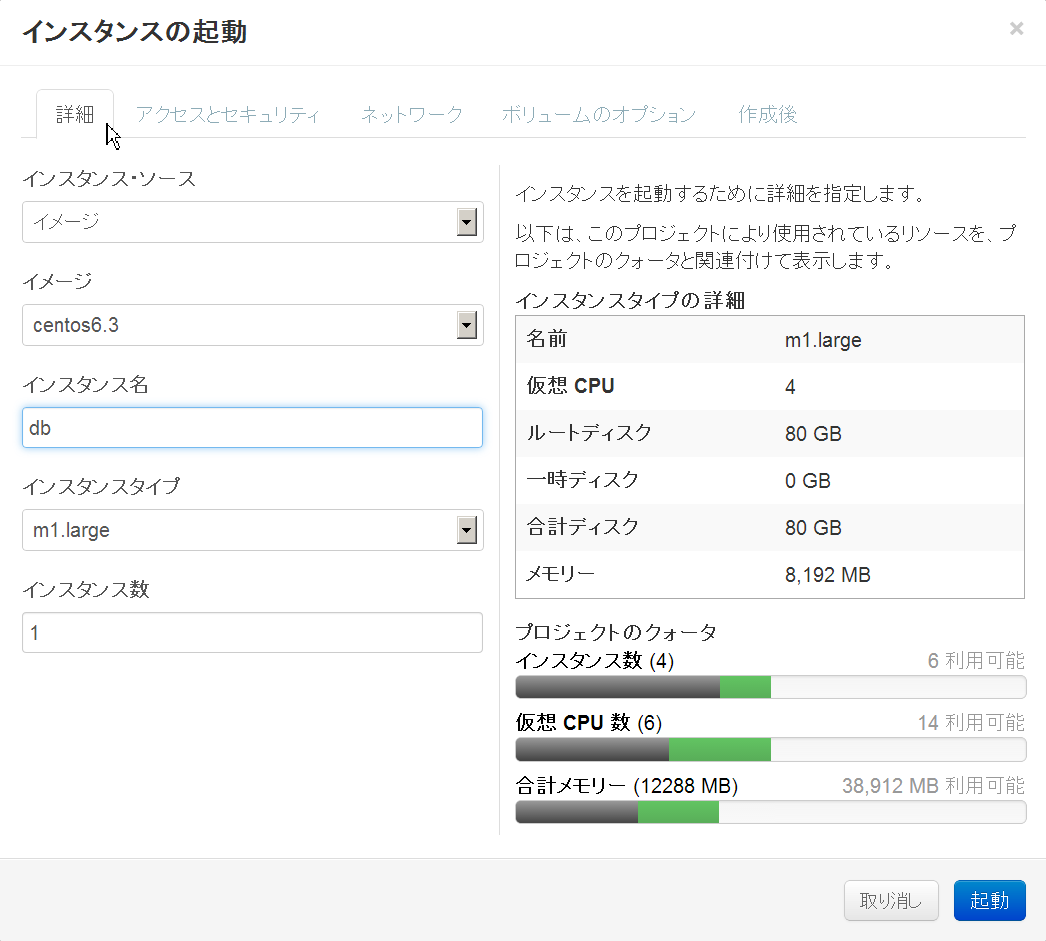 インスタンスの起動
×
詳細 アクセスとセキュリティ ネットワーク ボリュームのオプション 作成後
インスタンス・ソース
イメージ
イメージ
centos6.3
インスタンス名
db
インスタンスタイプ
m1.large
インスタンス数
1
インスタンスを起動するために詳細を指定します。
以下は、このプロジェクトにより使用されているリソースを、プ
ロジェクトのクォータと関連付けて表示します。
インスタンスタイプの詳細
名前 m1.large
仮想 CPU 4
ルートディスク 80 GB
一時ディスク 0 GB
合計ディスク 80 GB
メモリー 8,192 MB
プロジェクトのクォータ
インスタンス数 (4) 6 利用可能
仮想 CPU 数 (6) 14 利用可能
合計メモリー (12288 MB) 38,912 MB 利用可能
取り消し 起動